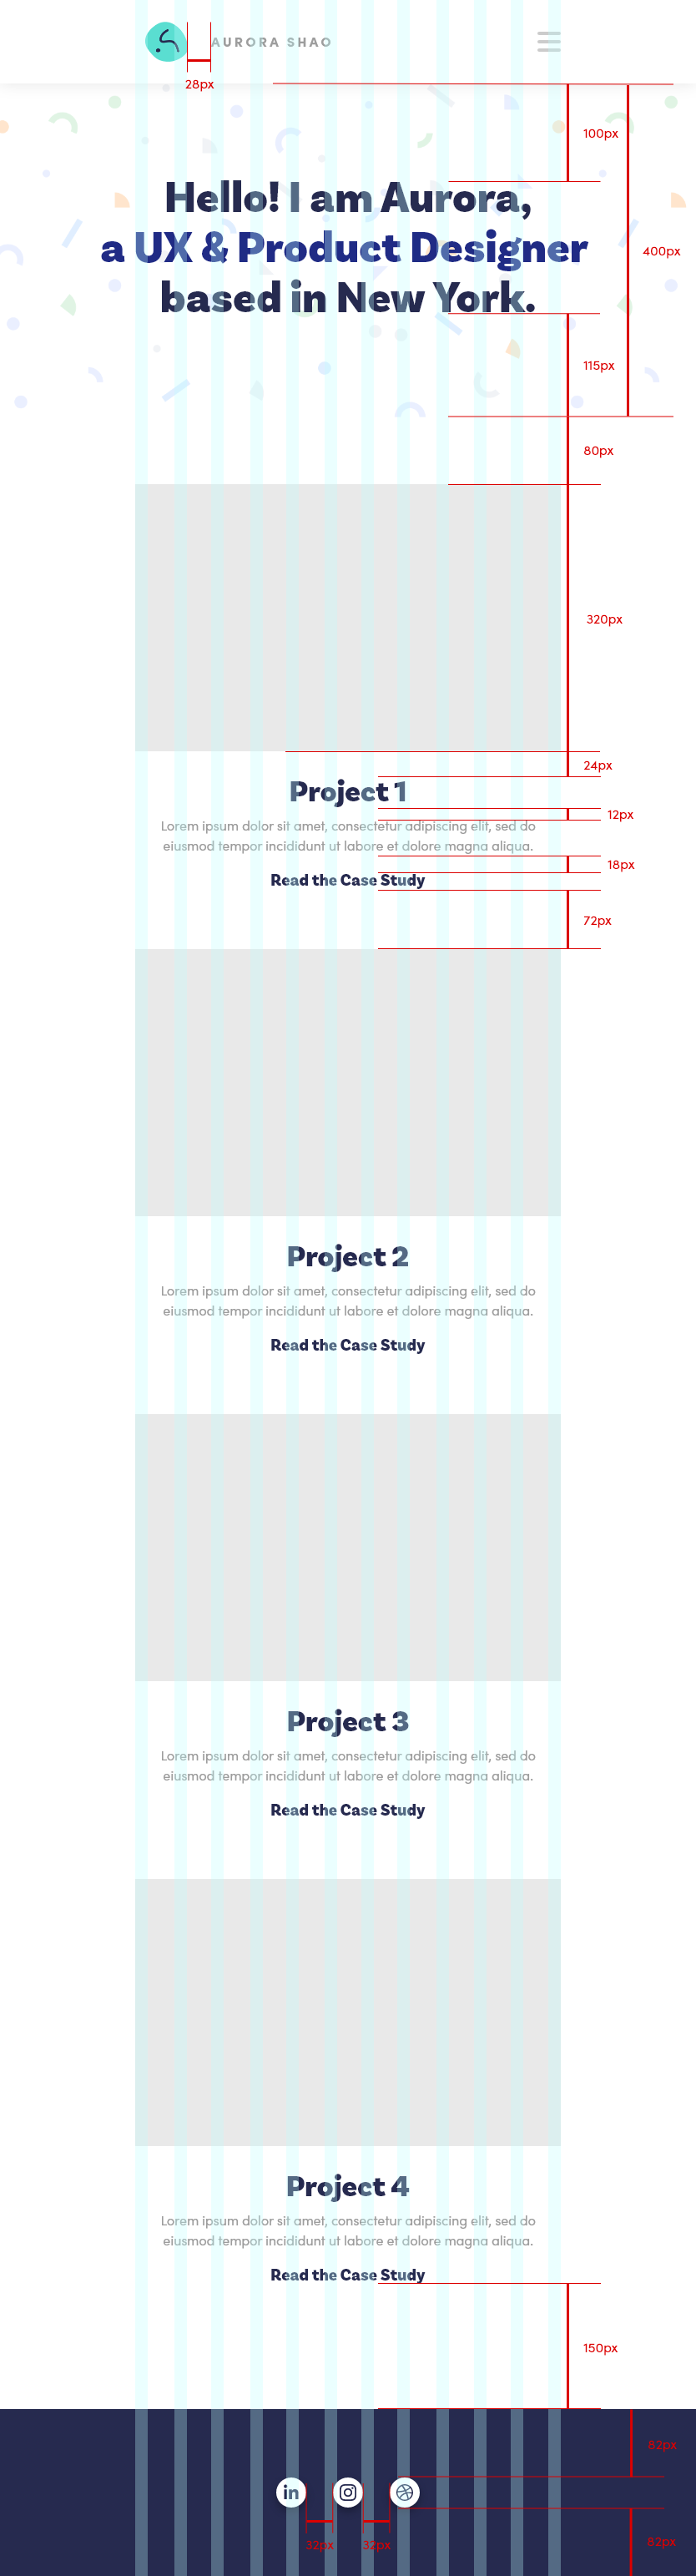 AURORA SHAO
28px
100px
Hello! I am Aurora,
a UX & Product Designer
based in New York.
400px
115px
80px
320px
24px
Project 1
12px
Lorem ipsum dolor sit amet, consectetur adipiscing elit, sed do
eiusmod tempor incididunt ut labore et dolore magna aliqua.
18px
Read the Case Study
72px
Project 2
Lorem ipsum dolor sit amet, consectetur adipiscing elit, sed do
eiusmod tempor incididunt ut labore et dolore magna aliqua.
Read the Case Study
Project 3
Lorem ipsum dolor sit amet, consectetur adipiscing elit, sed do
eiusmod tempor incididunt ut labore et dolore magna aliqua.
Read the Case Study
Project 4
Lorem ipsum dolor sit amet, consectetur adipiscing elit, sed do
eiusmod tempor incididunt ut labore et dolore magna aliqua.
Read the Case Study
150px
82px
in
32px 32px
82px